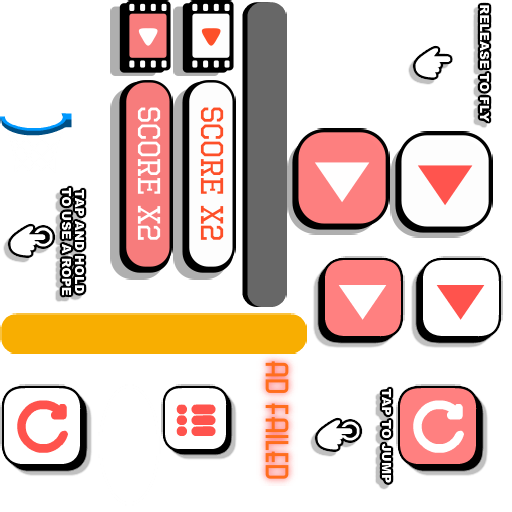 RELEASE TO FLY
SCORE X2
SCORE X2
TAP AND HOLD
TO USE A ROPE
AD FAILED
TAP TO JUMP